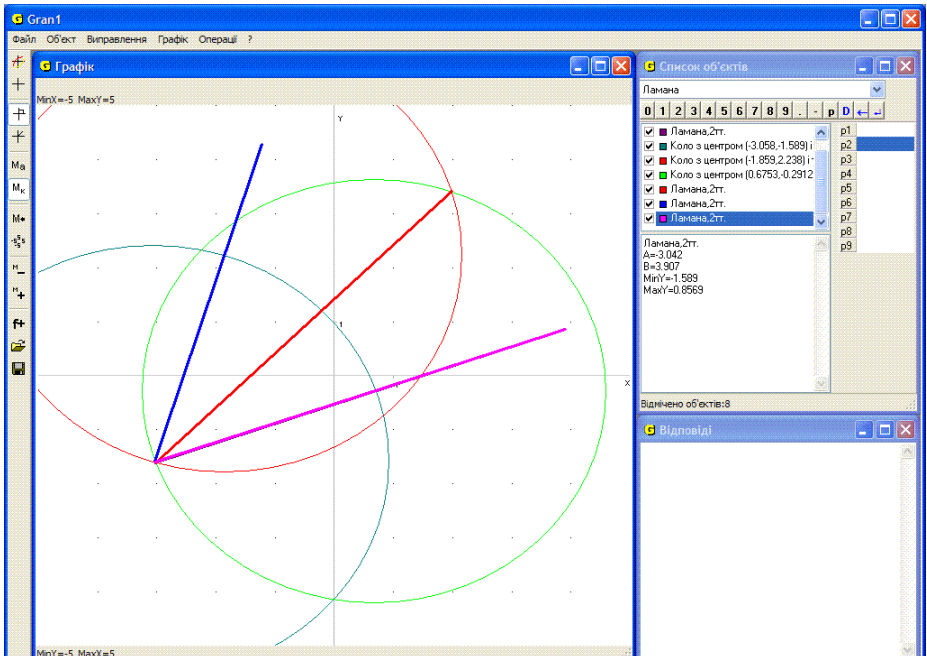 Gran1
Файл Об'єкт Виправлення Графік Операції ?
Графік
MinX=-5 MaxY=5
Y
1
X
MinY=-5 MaxY=5
Mа
Mк
M*
M
M+
f+
Список об'єктів
Ламана
0 1 2 3 4 5 6 7 8 9 . - p D ← ↵
Ламана,2тт.
Коло з центром (-3.058,-1.589) і
Коло з центром (-1.859,2.238) і
Коло з центром (0.6753,-0.2912
Ламана,2тт.
Ламана,2тт.
Ламана,2тт.
p1
p2
p3
p4
p5
p6
p7
p8
p9
Ламана,2тт.
A=-3.042
B=3.907
MinY=-1.589
MaxY=0.8569
Відмічено об'єктів:8
Відповіді